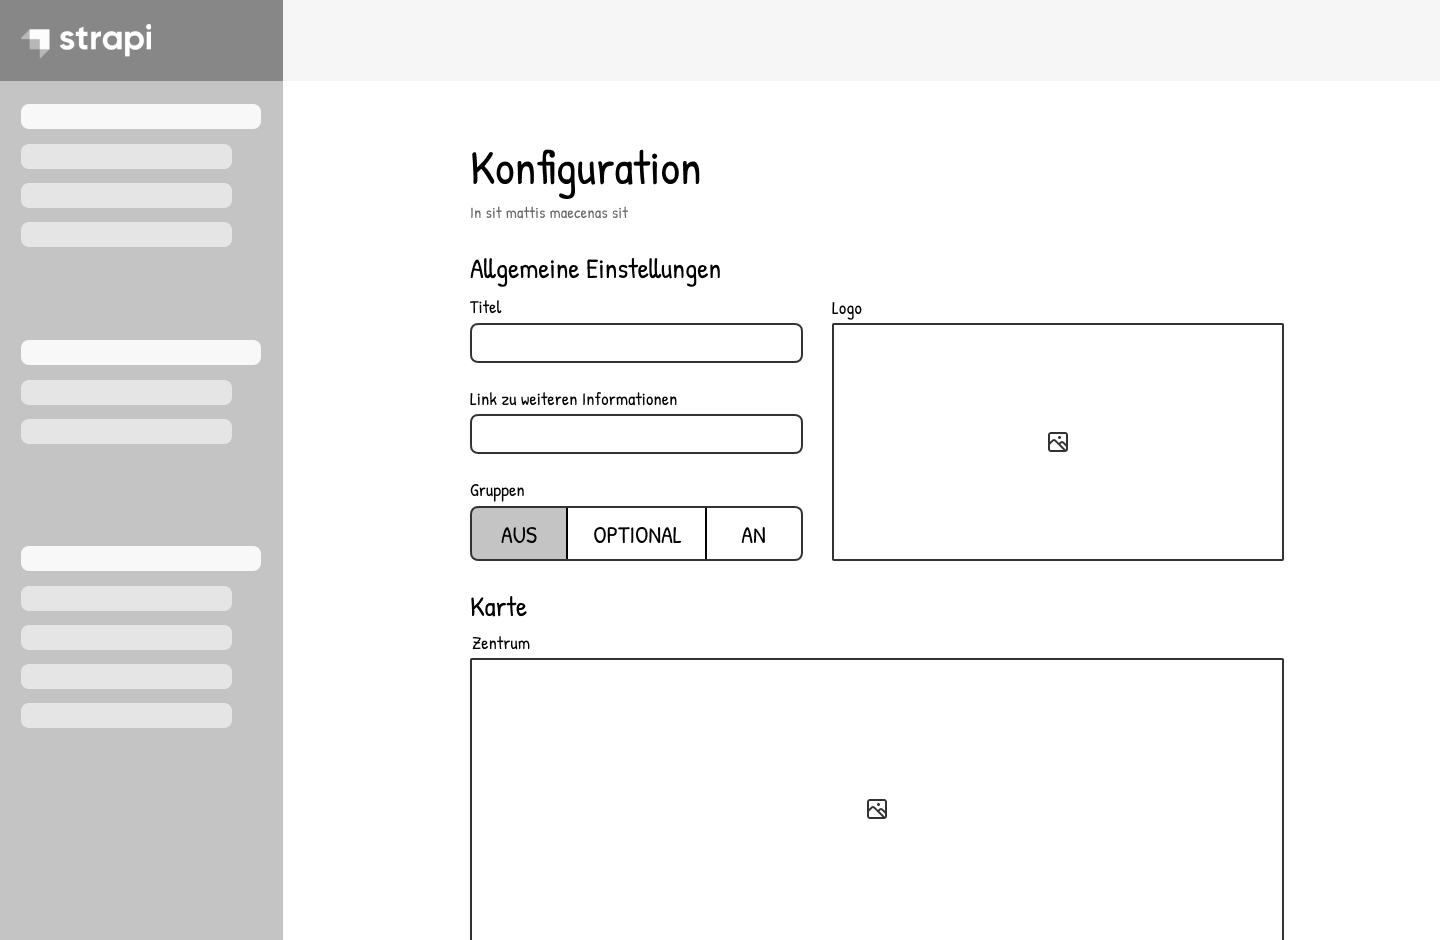 strapi
Konfiguration
In sit mattis maecenas sit
Allgemeine Einstellungen
Titel
Logo
Link zu weiteren Informationen
Gruppen
AUS OPTIONAL AN
Karte
Zentrum